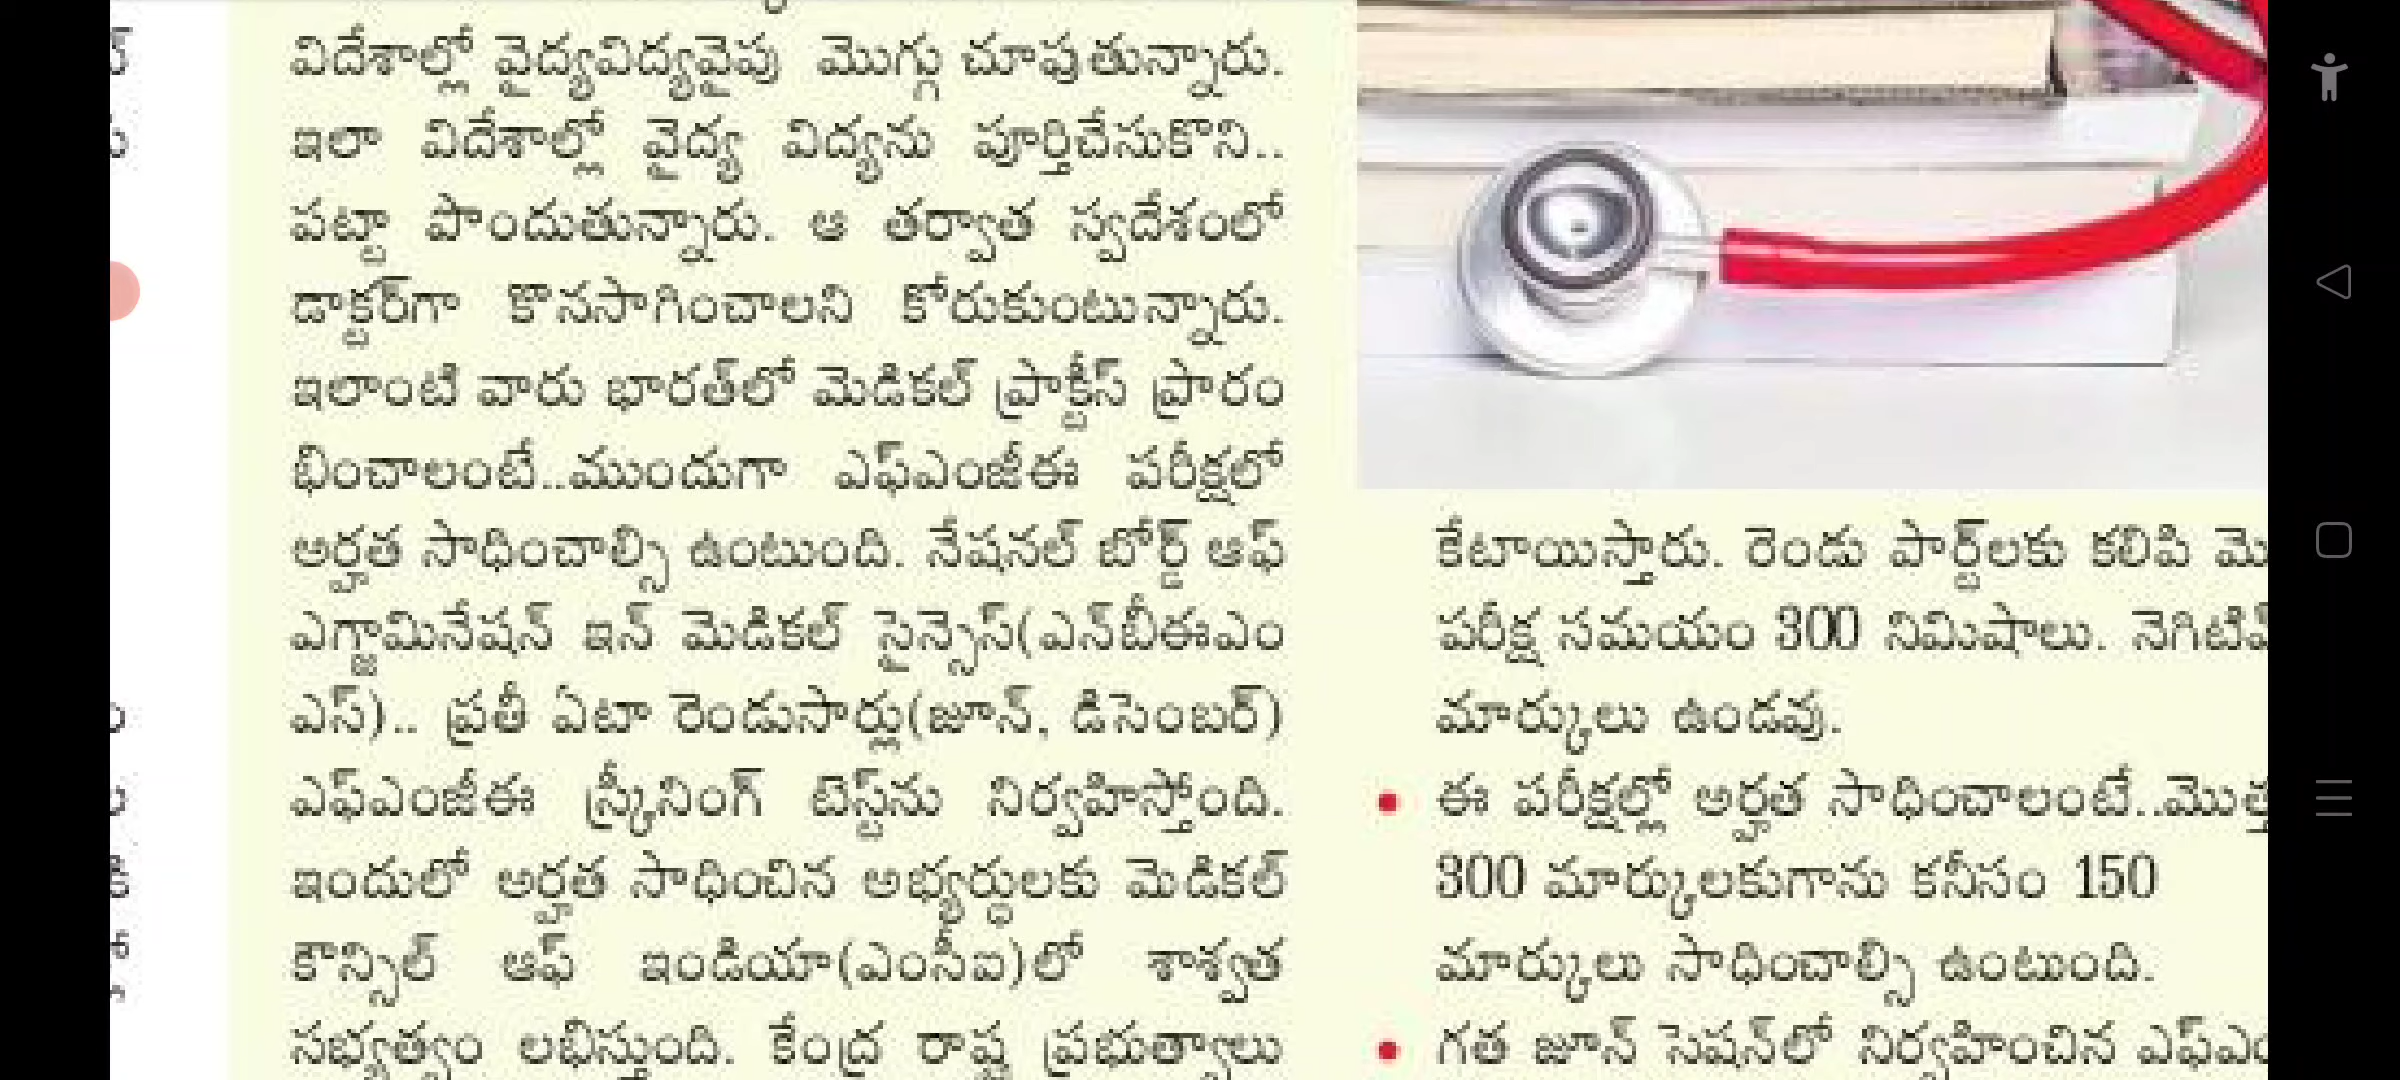 విదేశాల్లో వైద్యవిద్యవైపు మొగ్గు చూపుతున్నారు.
ఇలా విదేశాల్లో వైద్య విద్యను పూర్తిచేసుకొని..
పట్టా పొందుతున్నారు. ఆ తర్వాత స్వదేశంలో
డాక్టర్‌గా కొనసాగించాలని కోరుకుంటున్నారు.
ఇలాంటి వారు భారత్‌లో మెడికల్ ప్రాక్టీస్ ప్రారం
భించాలంటే..ముందుగా ఎఫ్ఎంజీఈ పరీక్షలో
అర్హత సాధించాల్సి ఉంటుంది. నేషనల్ బోర్డ్ ఆఫ్
ఎగ్జామినేషన్ ఇన్ మెడికల్ సైన్సెస్(ఎన్‌బీఈఎం
ఎస్).. ప్రతీ ఏటా రెండుసార్లు(జూన్, డిసెంబర్)
ఎఫ్ఎంజీఈ స్క్రీనింగ్ టెస్ట్‌ను నిర్వహిస్తోంది.
ఇందులో అర్హత సాధించిన అభ్యర్థులకు మెడికల్
కౌన్సిల్ ఆఫ్ ఇండియా(ఎంసీఐ)లో శాశ్వత
సభ్యత్వం లభిస్తుంది. కేంద్ర రాష్ట్ర ప్రభుత్వాలు
కేటాయిస్తారు. రెండు పార్ట్‌లకు కలిపి
పరీక్ష సమయం 300 నిమిషాలు.
మార్కులు ఉండవు.
• ఈ పరీక్షల్లో అర్హత సాధించాలంటే..
300 మార్కులకుగాను కనీసం 150
మార్కులు సాధించాల్సి ఉంటుంది.
• గత జూన్ సెషన్‌లో నిర్వహించిన